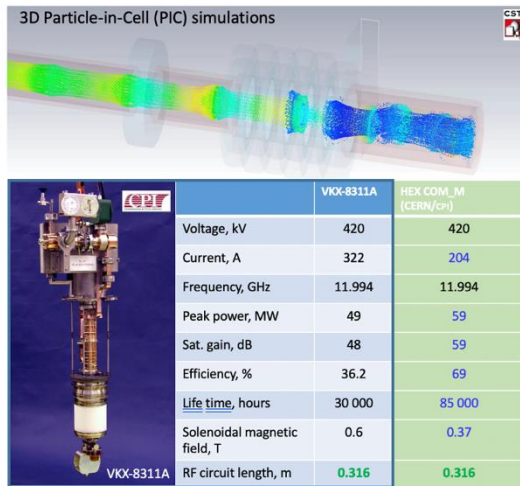 3D Particle-in-Cell (PIC) simulations
CST
CPI
VKX-8311A
VKX-8311A
HEX COM_M
(CERN/CPI)
Voltage, kV 420 420
Current, A 322 204
Frequency, GHz 11.994 11.994
Peak power, MW 49 59
Sat. gain, dB 48 59
Efficiency, % 36.2 69
Life time, hours 30 000 85 000
Solenoidal magnetic
field, T 0.6 0.37
RF circuit length, m 0.316 0.316